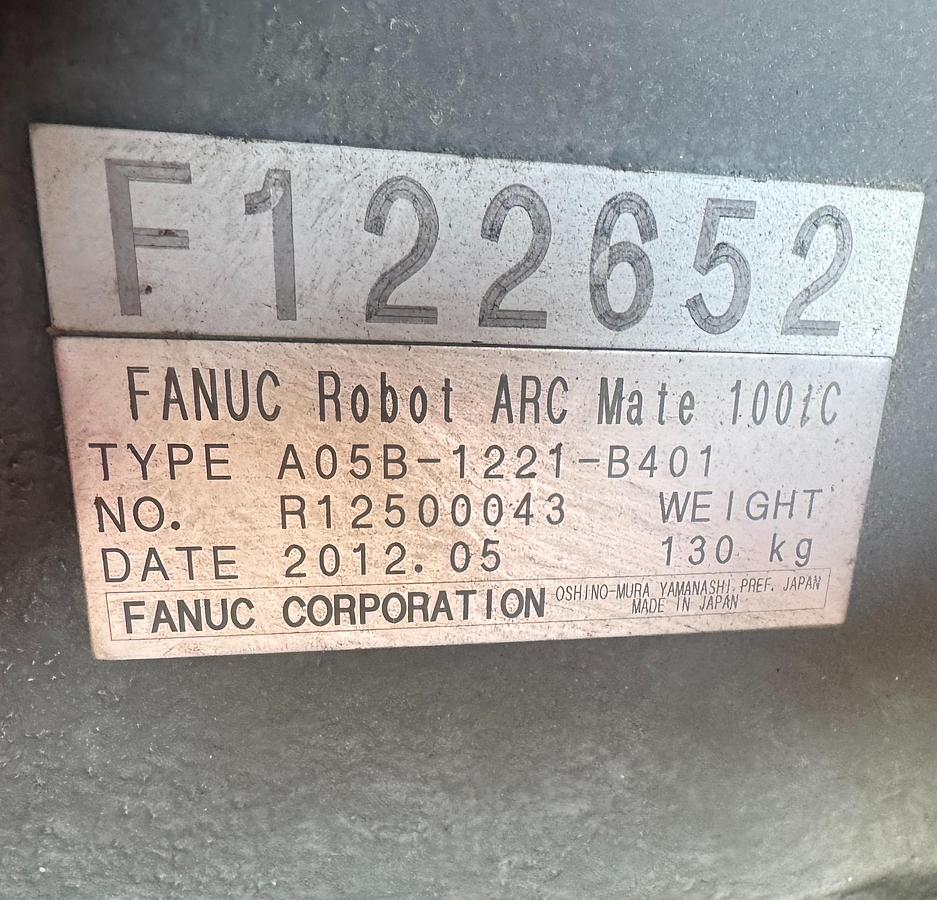 F122652
FANUC Robot ARC Mate 100iC
TYPE A05B-1221-B401
NO. R12500043 WEIGHT
DATE 2012.05 130 kg
FANUC CORPORATION OSHINO-MURA YAMANASHI PREF. JAPAN
MADE IN JAPAN